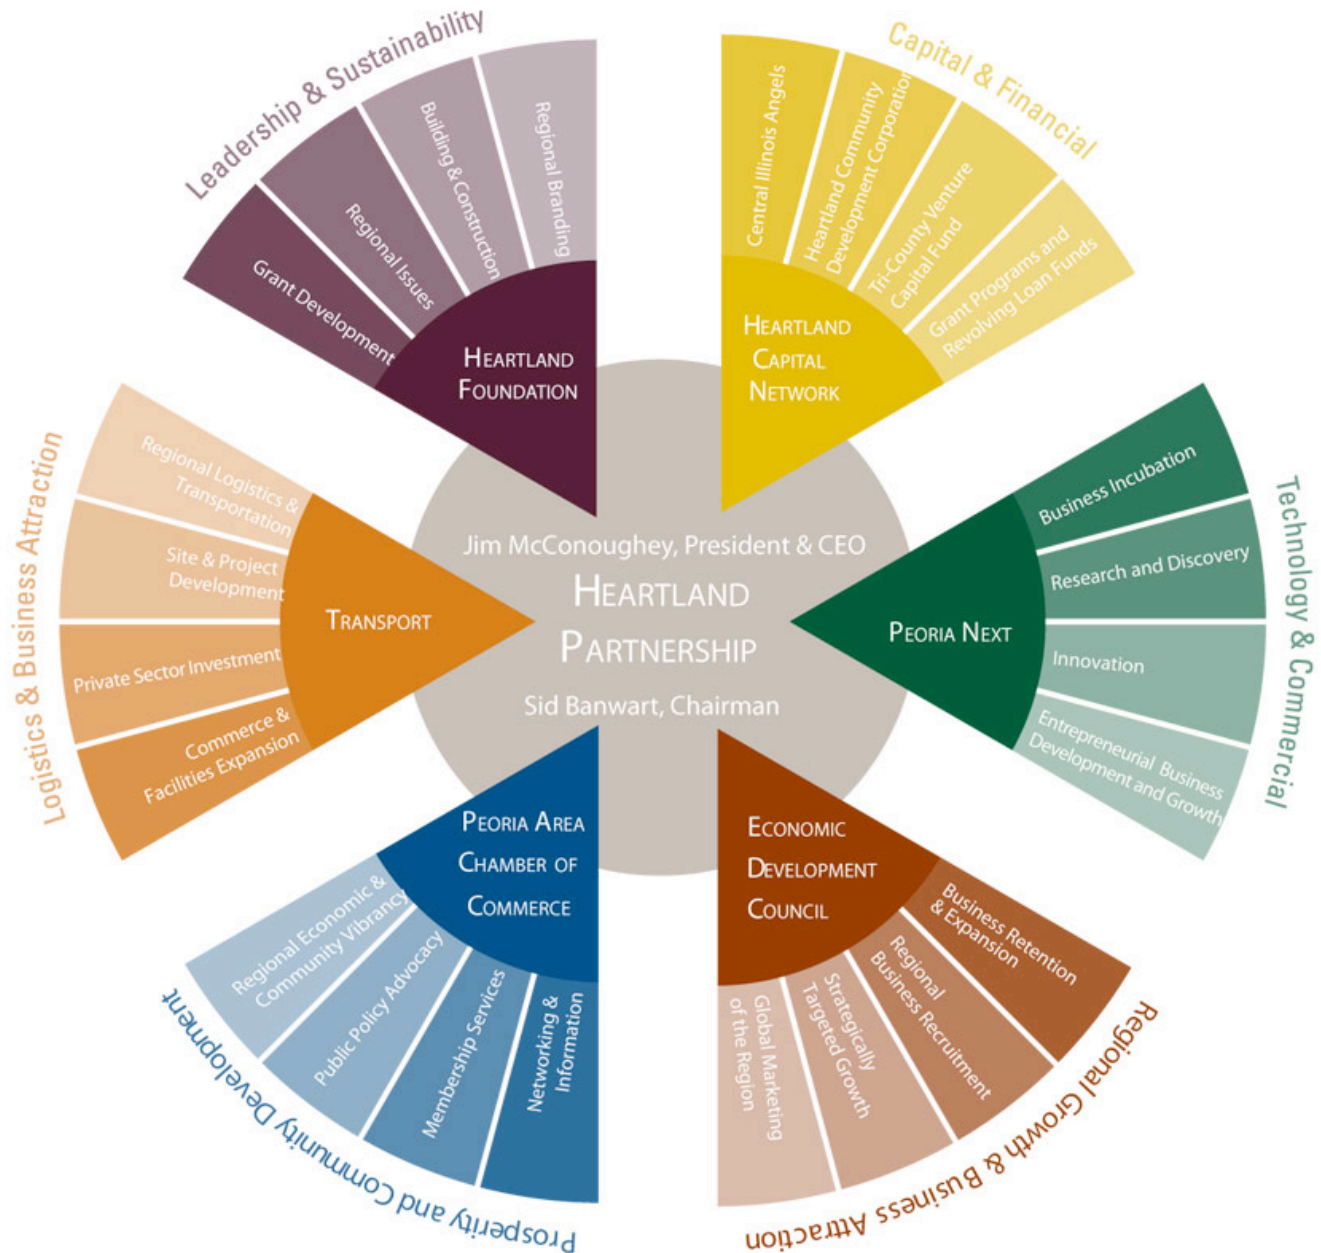 Leadership & Sustainability
Grant Development
Regional Issues
Building & Construction
Regional Branding
HEARTLAND
FOUNDATION
Capital & Financial
Central Illinois Angels
Heartland Community
Development Corporation
Tri-County Venture
Capital Fund
Grant Programs and
Revolving Loan Funds
HEARTLAND
CAPITAL
NETWORK
Logistics & Business Attraction
Regional Logistics &
Transportation
Site & Project
Development
Private Sector Investment
Commerce &
Facilities Expansion
TRANSPORT
Jim McConoughey, President & CEO
HEARTLAND
PARTNERSHIP
Sid Banwart, Chairman
PEORIA NEXT
Business Incubation
Research and Discovery
Innovation
Entrepreneurial Business
Development and Growth
Technology & Commercial
PEORIA AREA
CHAMBER OF
COMMERCE
Regional Economic &
Community Vibrancy
Public Policy Advocacy
Membership Services
Networking &
Information
Prosperity and Community Development
ECONOMIC
DEVELOPMENT
COUNCIL
Global Marketing
of the Region
Strategically
Targeted Growth
Regional
Business Recruitment
Business Retention
& Expansion
Regional Growth & Business Attraction